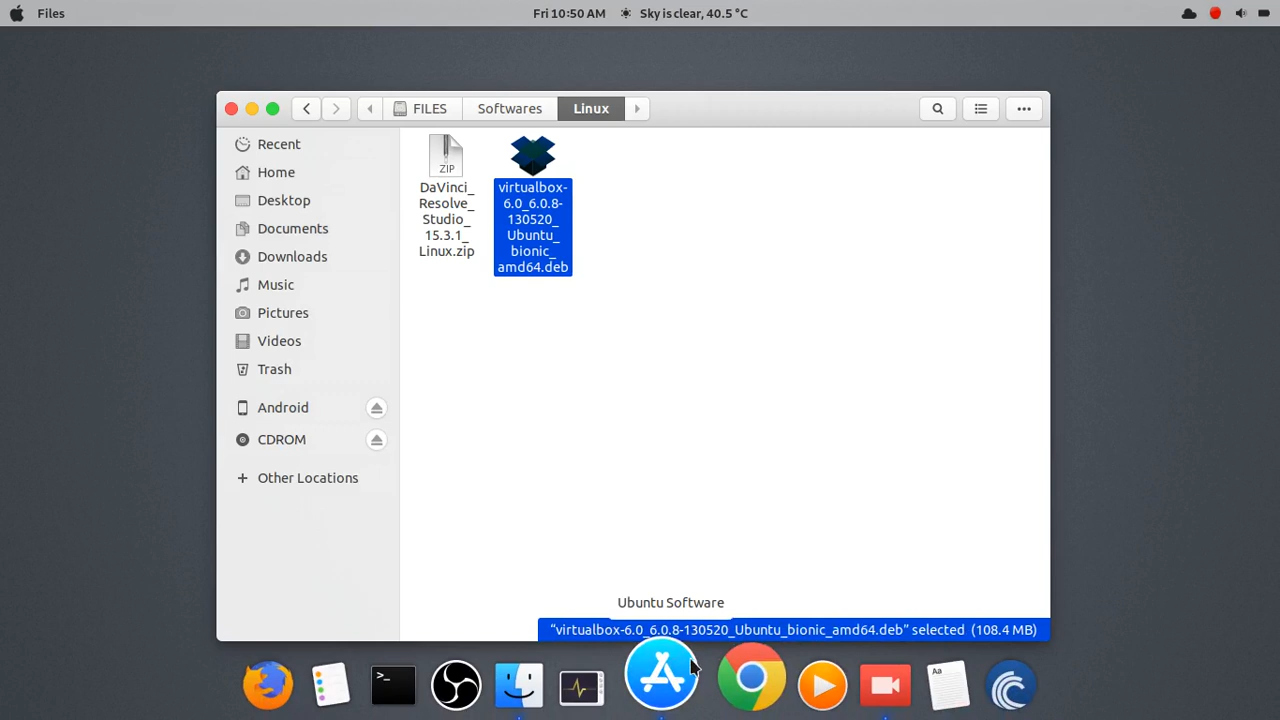 Files
Fri 10:50 AM Sky is clear, 40.5 °C
FILES Softwares Linux
Recent
Home
Desktop
Documents
Downloads
Music
Pictures
Videos
Trash
Android
CDROM
Other Locations
ZIP
DaVinci_
Resolve_
Studio_
15.3.1_
Linux.zip
virtualbox-
6.0_6.0.8-
130520_
Ubuntu_
bionic_
amd64.deb
Ubuntu Software
“virtualbox-6.0_6.0.8-130520_Ubuntu_bionic_amd64.deb” selected (108.4 MB)
>_
Aa